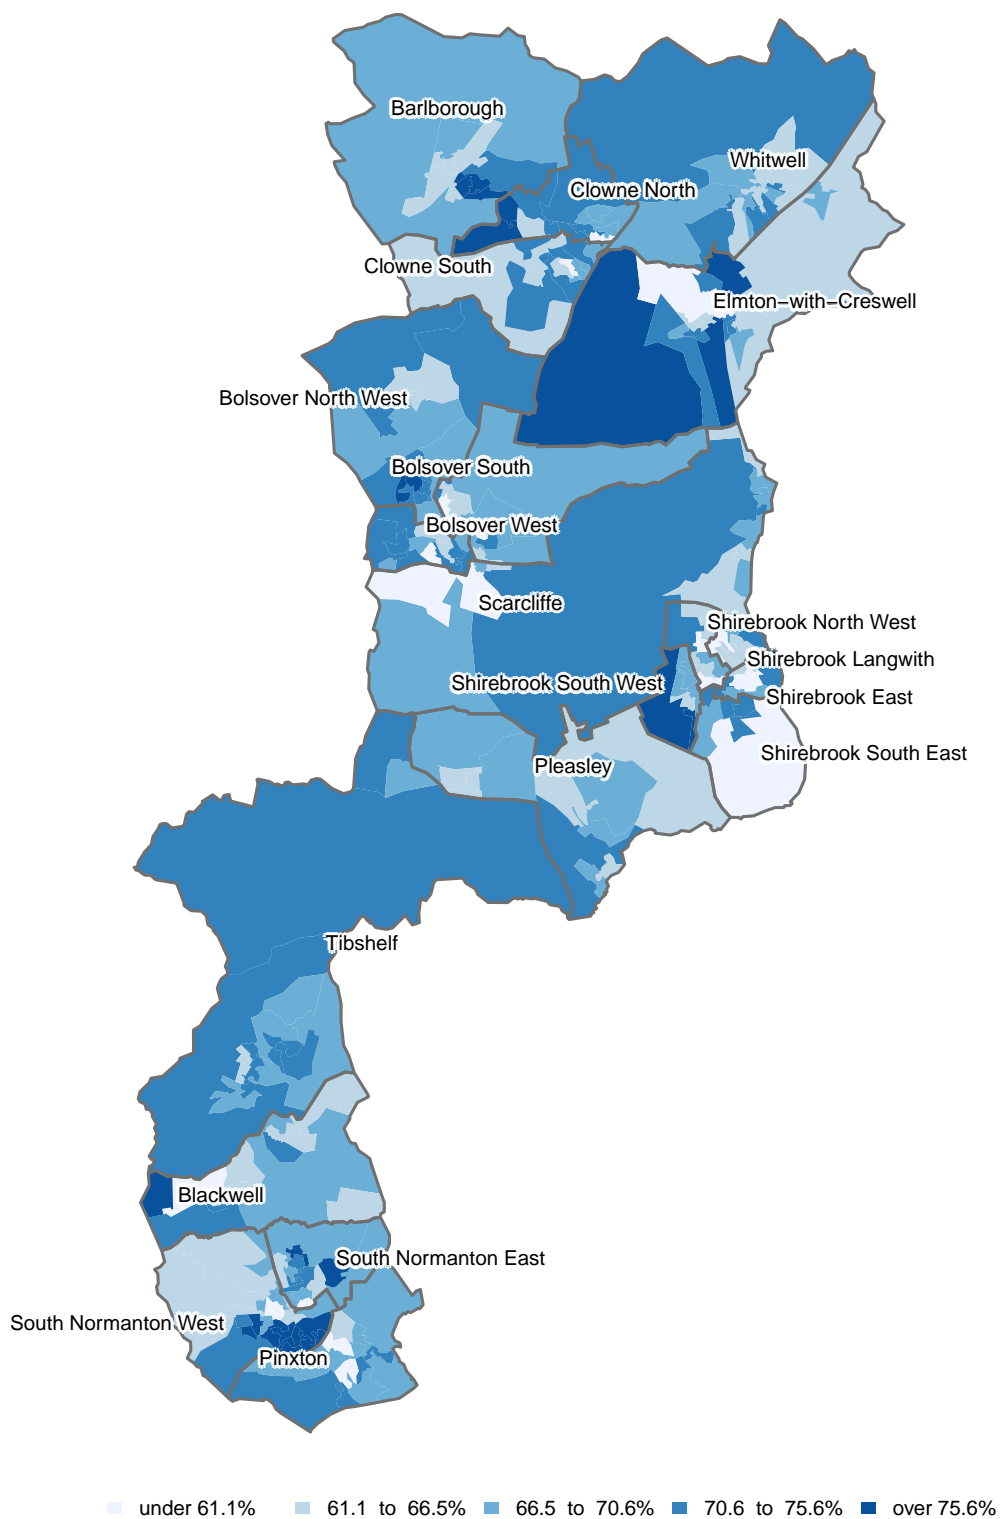 Barlborough
Whitwell
Clowne North
Clowne South
Elmton−with−Creswell
Bolsover North West
Bolsover South
Bolsover West
Scarcliffe
Shirebrook North West
Shirebrook Langwith
Shirebrook South West
Shirebrook East
Shirebrook South East
Pleasley
Tibshelf
Blackwell
South Normanton East
South Normanton West
Pinxton
under 61.1% 61.1 to 66.5% 66.5 to 70.6% 70.6 to 75.6% over 75.6%